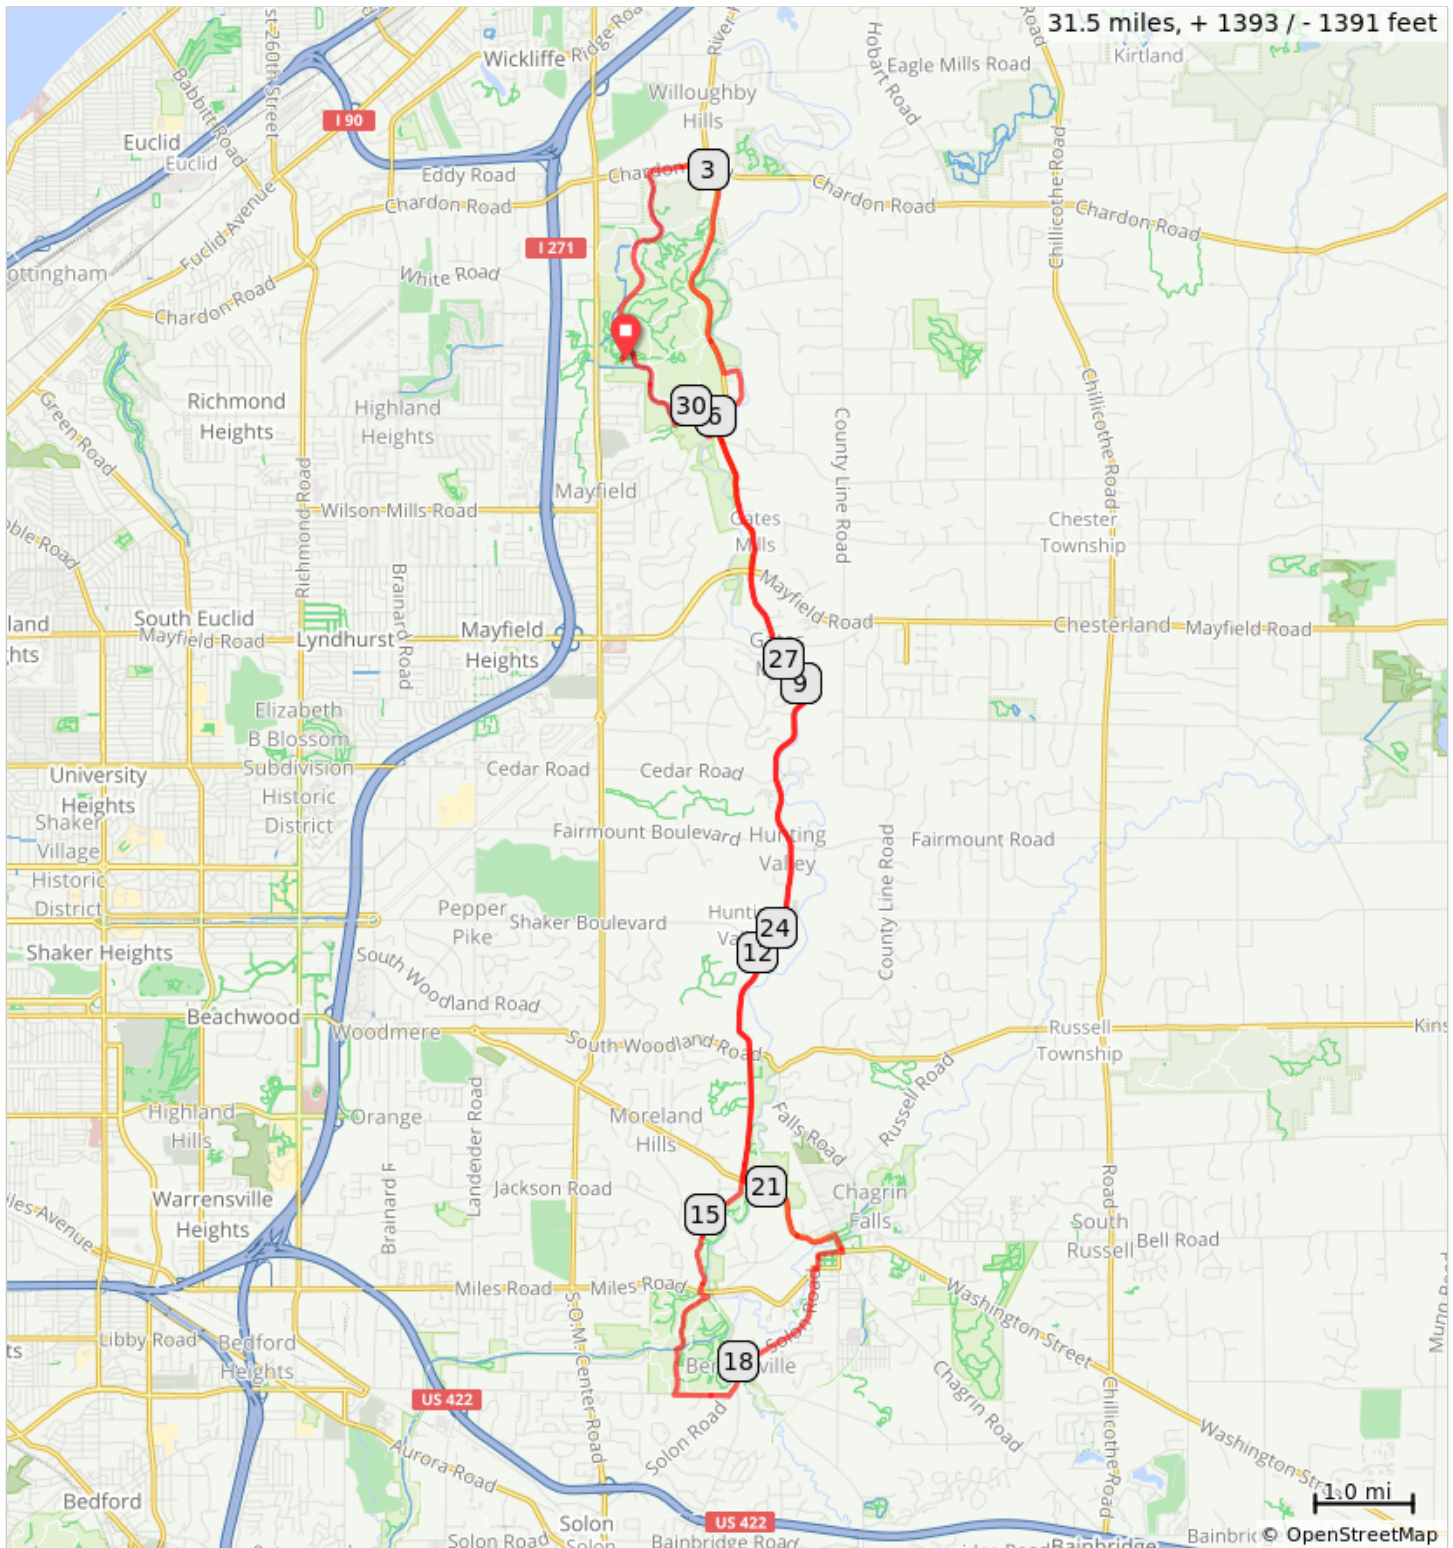 31.5 miles, + 1393 / - 1391 feet
Wickliffe
Eagle Mills Road
Kirtland
Hobart Road
Babbitt Road
Willoughby
Hills
I 90
Euclid
Euclid
Eddy Road
Chardon
3
Chardon Road
Chardon Road
Chardon Road
Chillicothe Road
Euclid Avenue
I 271
White Road
Chardon Road
Richmond
Heights
Highland
Heights
30
6
Green Road
County Line Road
Chillicothe Road
Richmond Road
Mayfield
Wilson Mills Road
Gates
Mills
Chester
Township
Brainard Road
Mayfield Road
South Euclid
Mayfield Road
Lyndhurst
Mayfield
Heights
Chesterland
Mayfield Road
27
9
Elizabeth
B Blossom
Subdivision
Historic
District
University
Heights
Cedar Road
Cedar Road
Shaker
Village
Historic
District
Fairmount Boulevard
Hunting
Valley
Fairmount Road
County Line Road
Pepper
Pike
Shaker Boulevard
24
12
Shaker Heights
South Woodland Road
Beachwood
Woodmere
South Woodland Road
Russell
Township
Russell Road
Highland
Hills
Orange
Lander Road
Moreland
Hills
Falls Road
Warrensville
Heights
Jackson Road
21
15
Chagrin
Falls
South
Russell
Bell Road
Miles Road
Miles Road
S.O.M. Center Road
Solon Road
Washington Street
Libby Road
Bedford
Heights
18
US 422
Chagrin Road
Chillicothe Road
Solon Road
Aurora Road
Washington
Bedford
1.0 mi
Solon
US 422
Solon Road
Solon
Bainbridge Road
Bainbridge
© OpenStreetMap